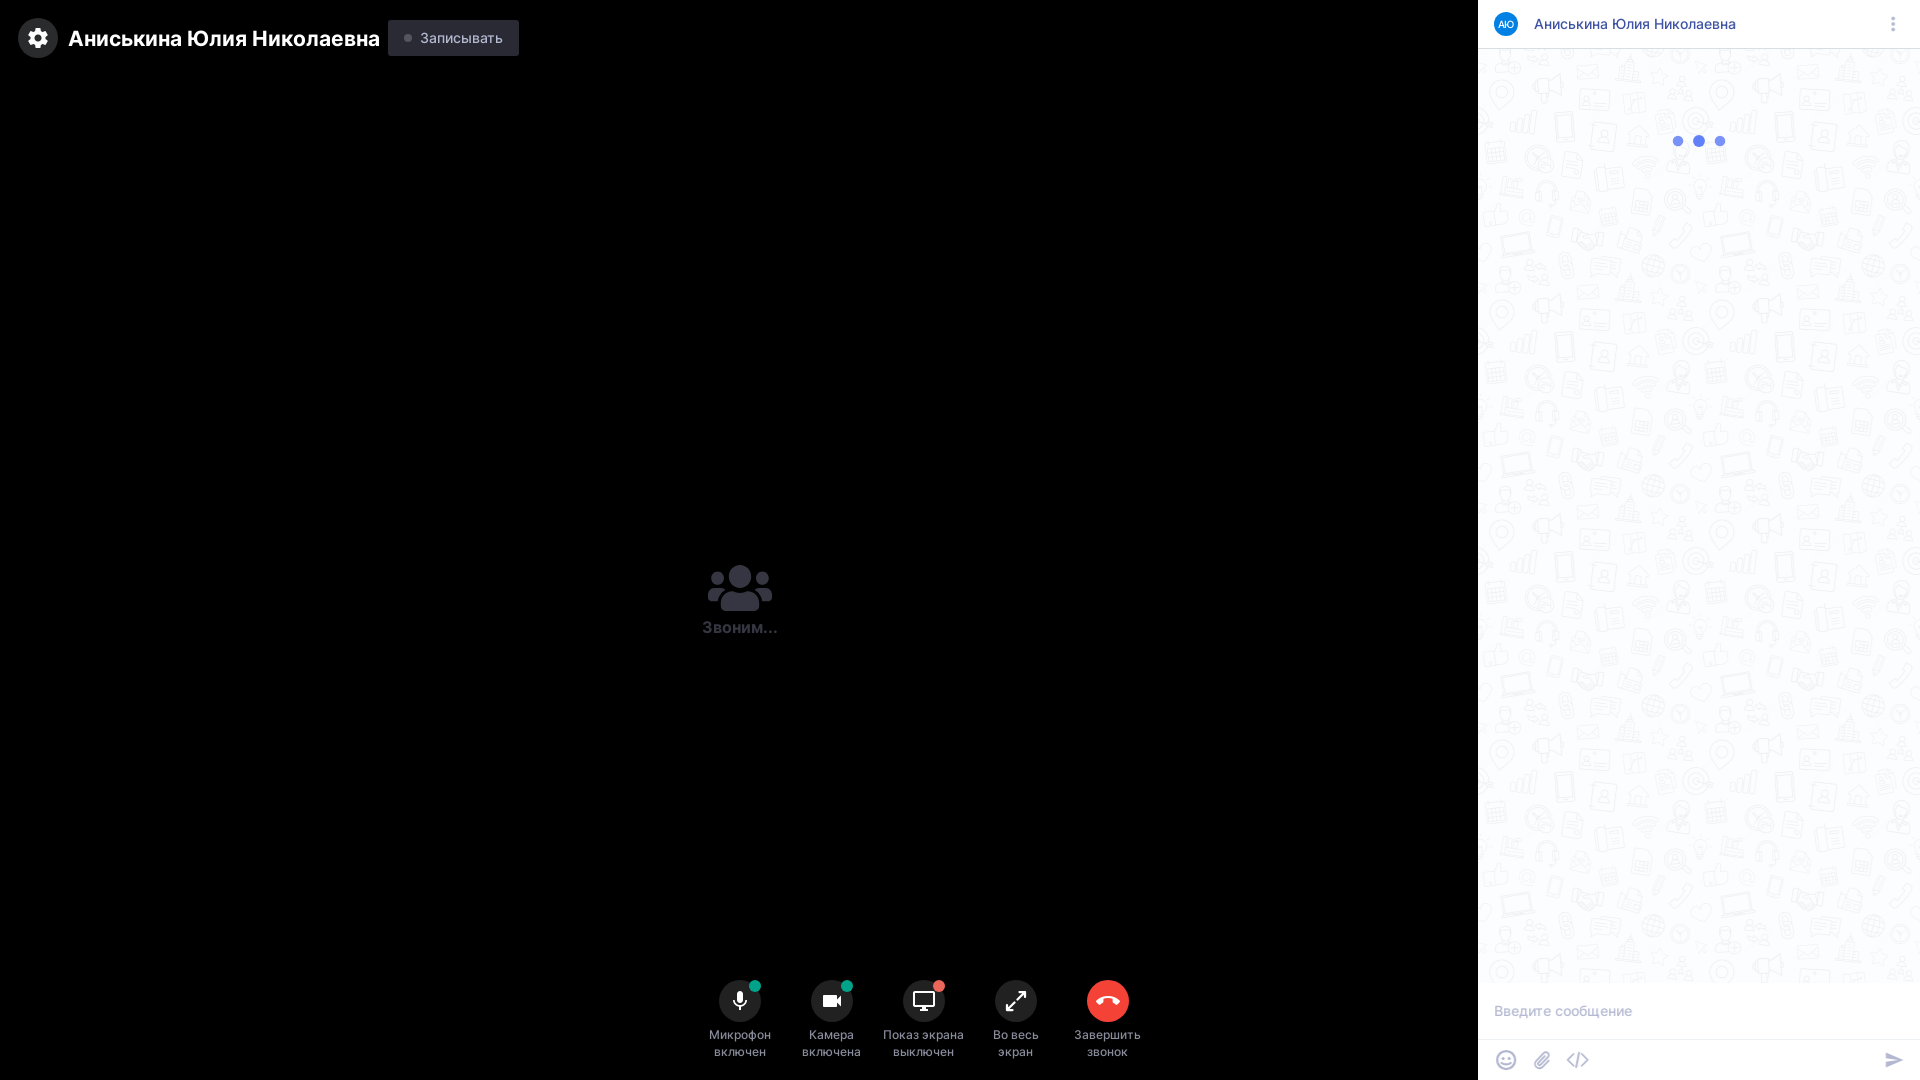 Аниськина Юлия Николаевна
Записывать
АЮ
Аниськина Юлия Николаевна
Звоним...
Микрофон
включен
Камера
включена
Показ экрана
выключен
Во весь
экран
Завершить
звонок
Введите сообщение